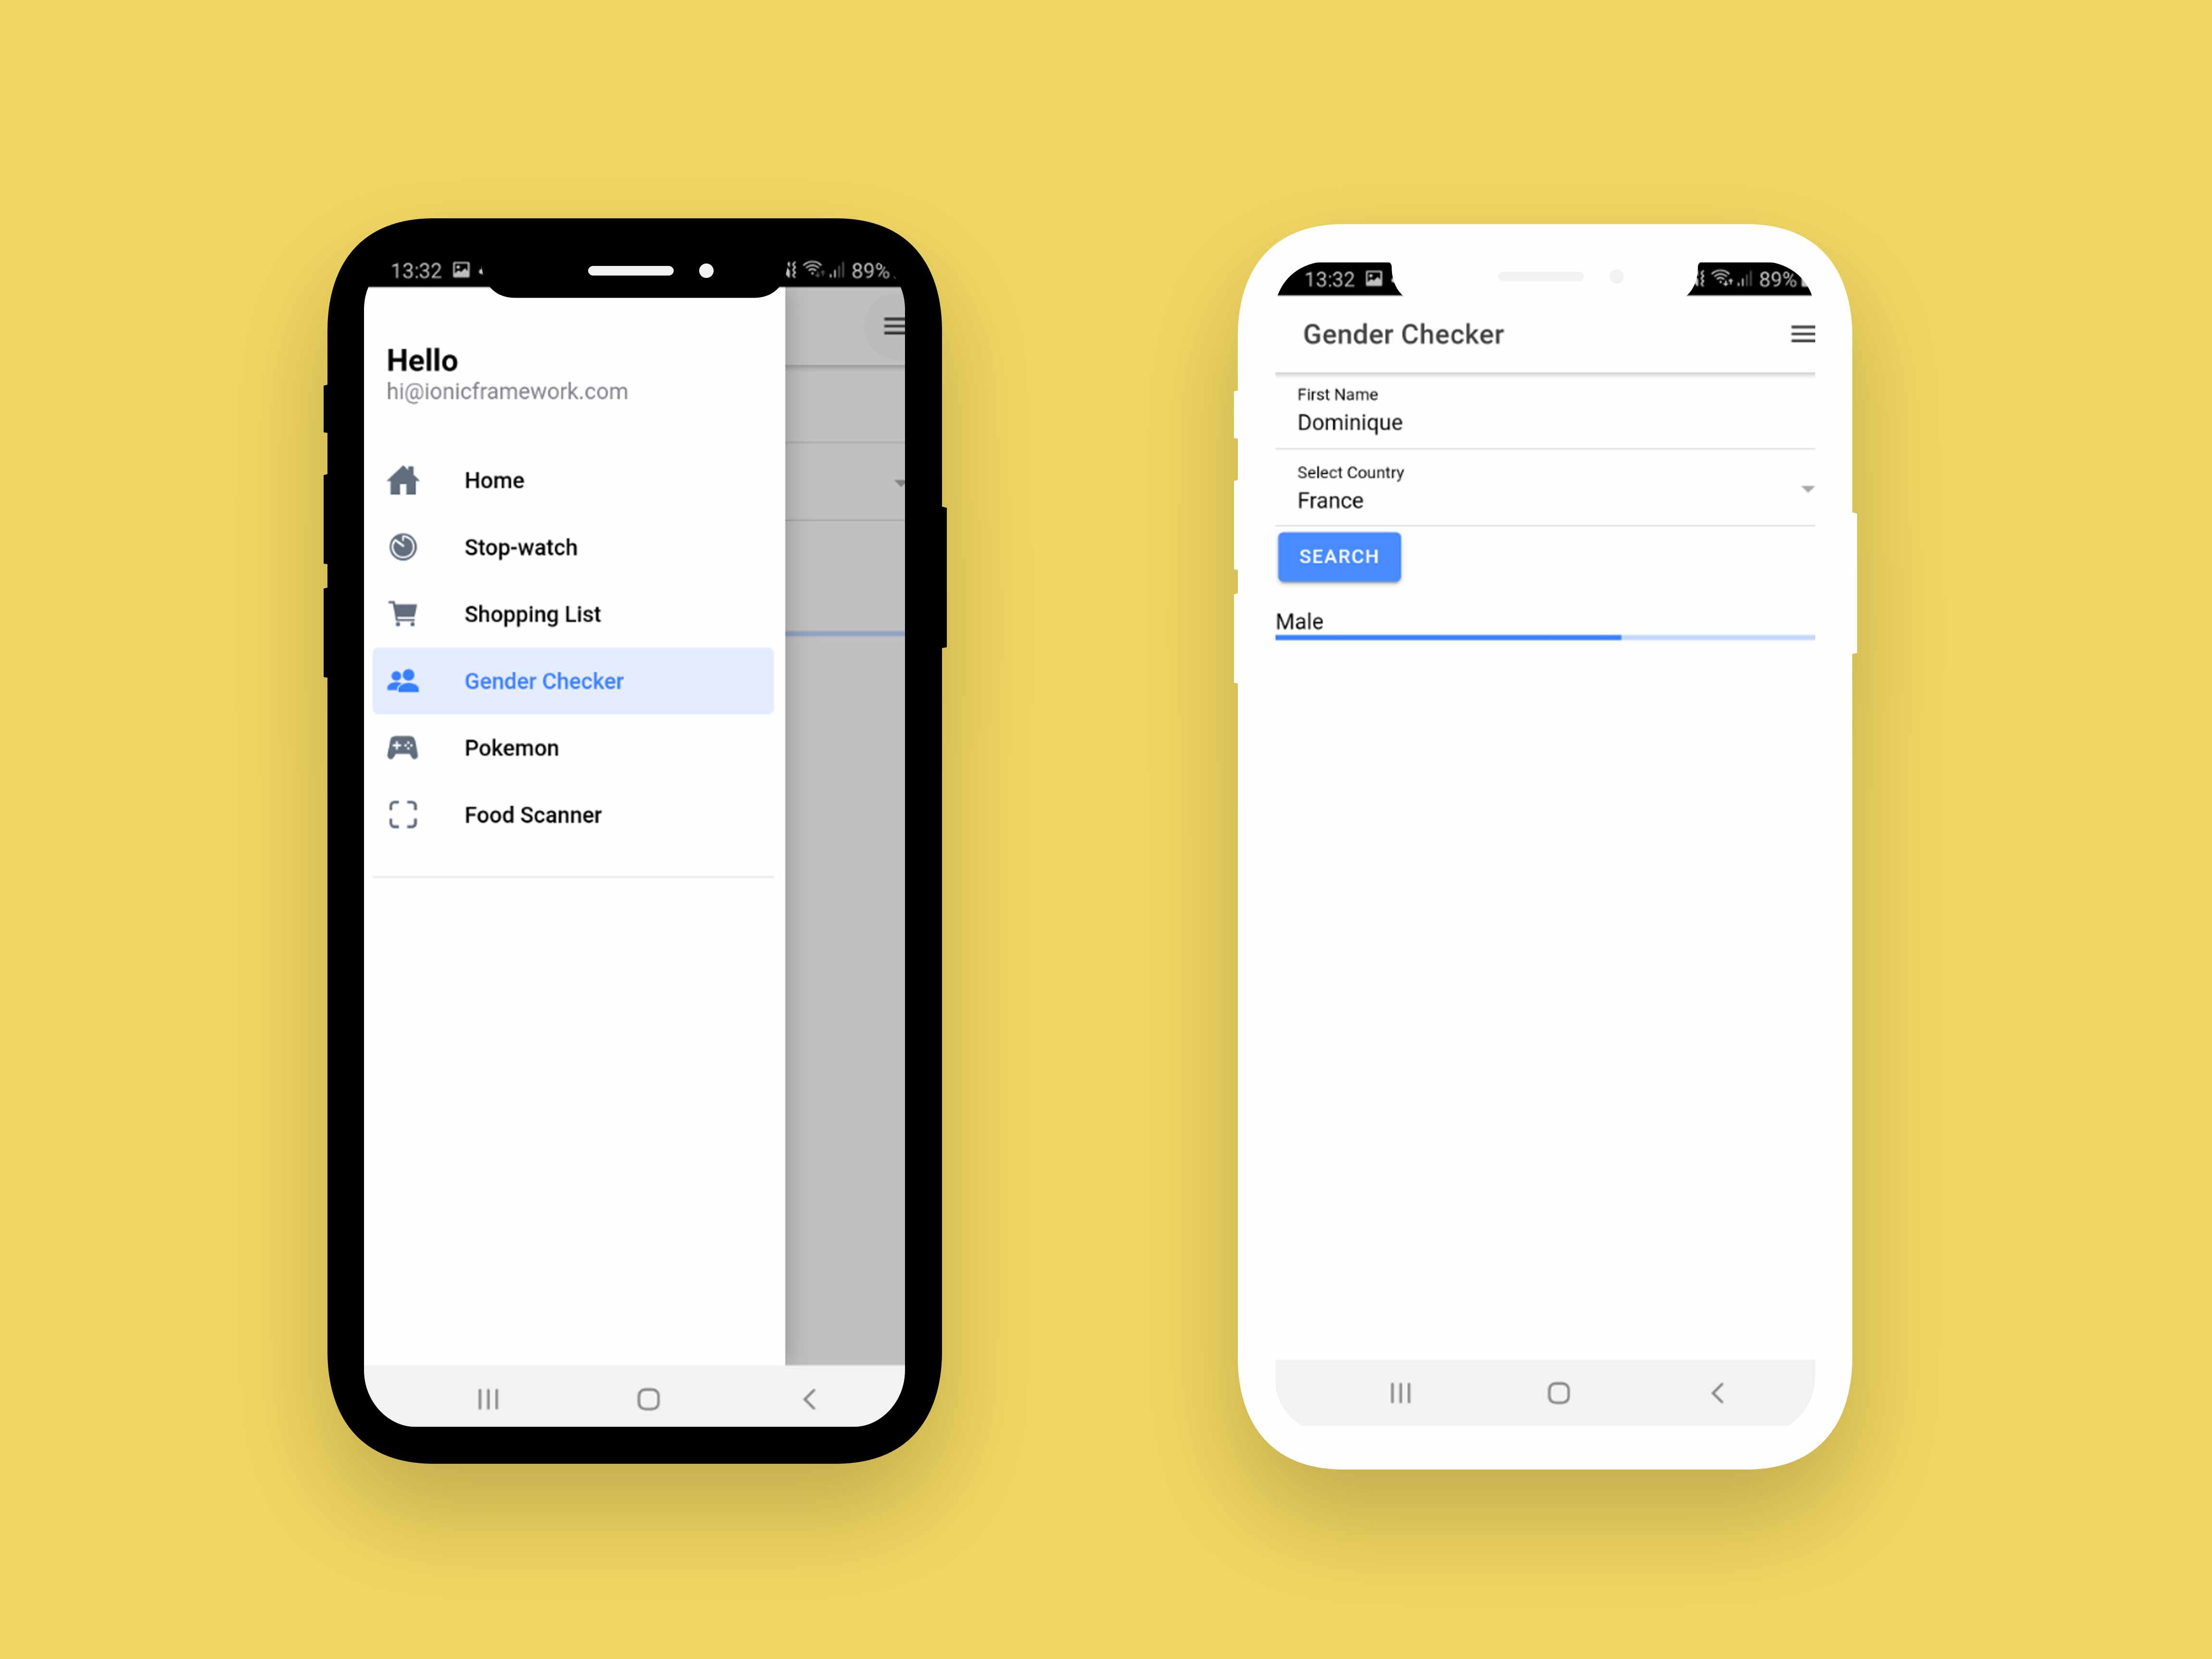 13:32 89%
Hello
hi@ionicframework.com
Home
Stop-watch
Shopping List
Gender Checker
Pokemon
Food Scanner
13:32 89%
Gender Checker
First Name
Dominique
Select Country
France
SEARCH
Male